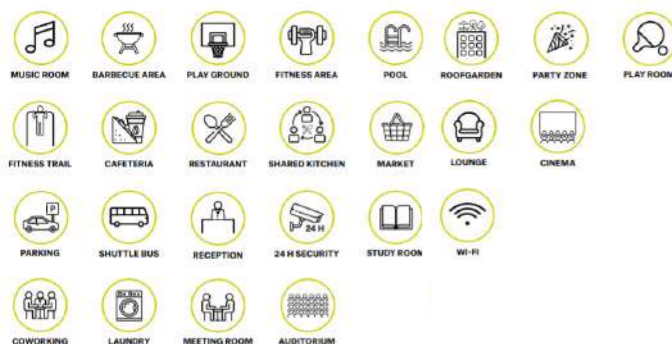 MUSIC ROOM
BARBECUE AREA
PLAY GROUND
FITNESS AREA
POOL
ROOFGARDEN
PARTY ZONE
PLAY ROOM
FITNESS TRAIL
CAFETERIA
RESTAURANT
SHARED KITCHEN
MARKET
LOUNGE
CINEMA
P
PARKING
SHUTTLE BUS
RECEPTION
24 H
24 H SECURITY
STUDY ROOM
WI-FI
COWORKING
LAUNDRY
MEETING ROOM
AUDITORIUM